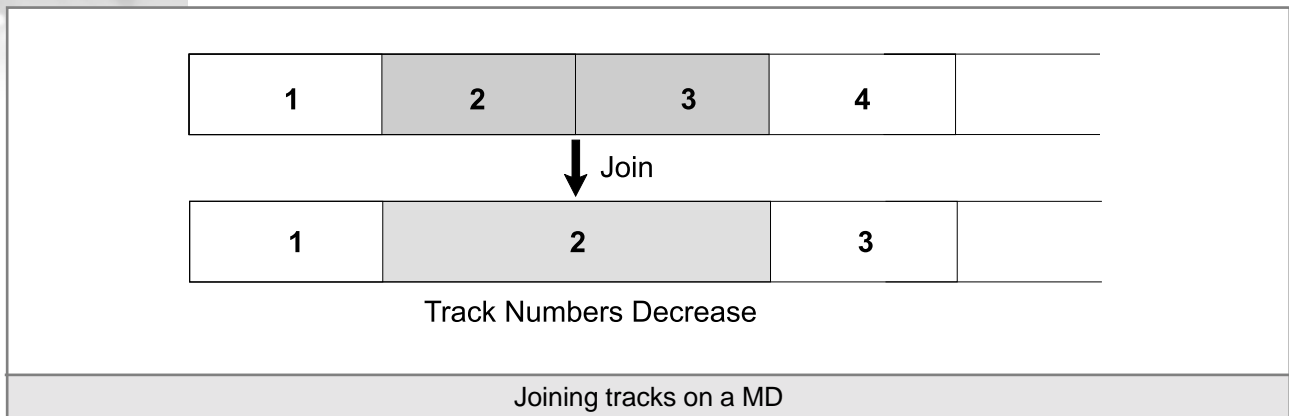 1 2 3 4
Join
1 2 3
Track Numbers Decrease
Joining tracks on a MD